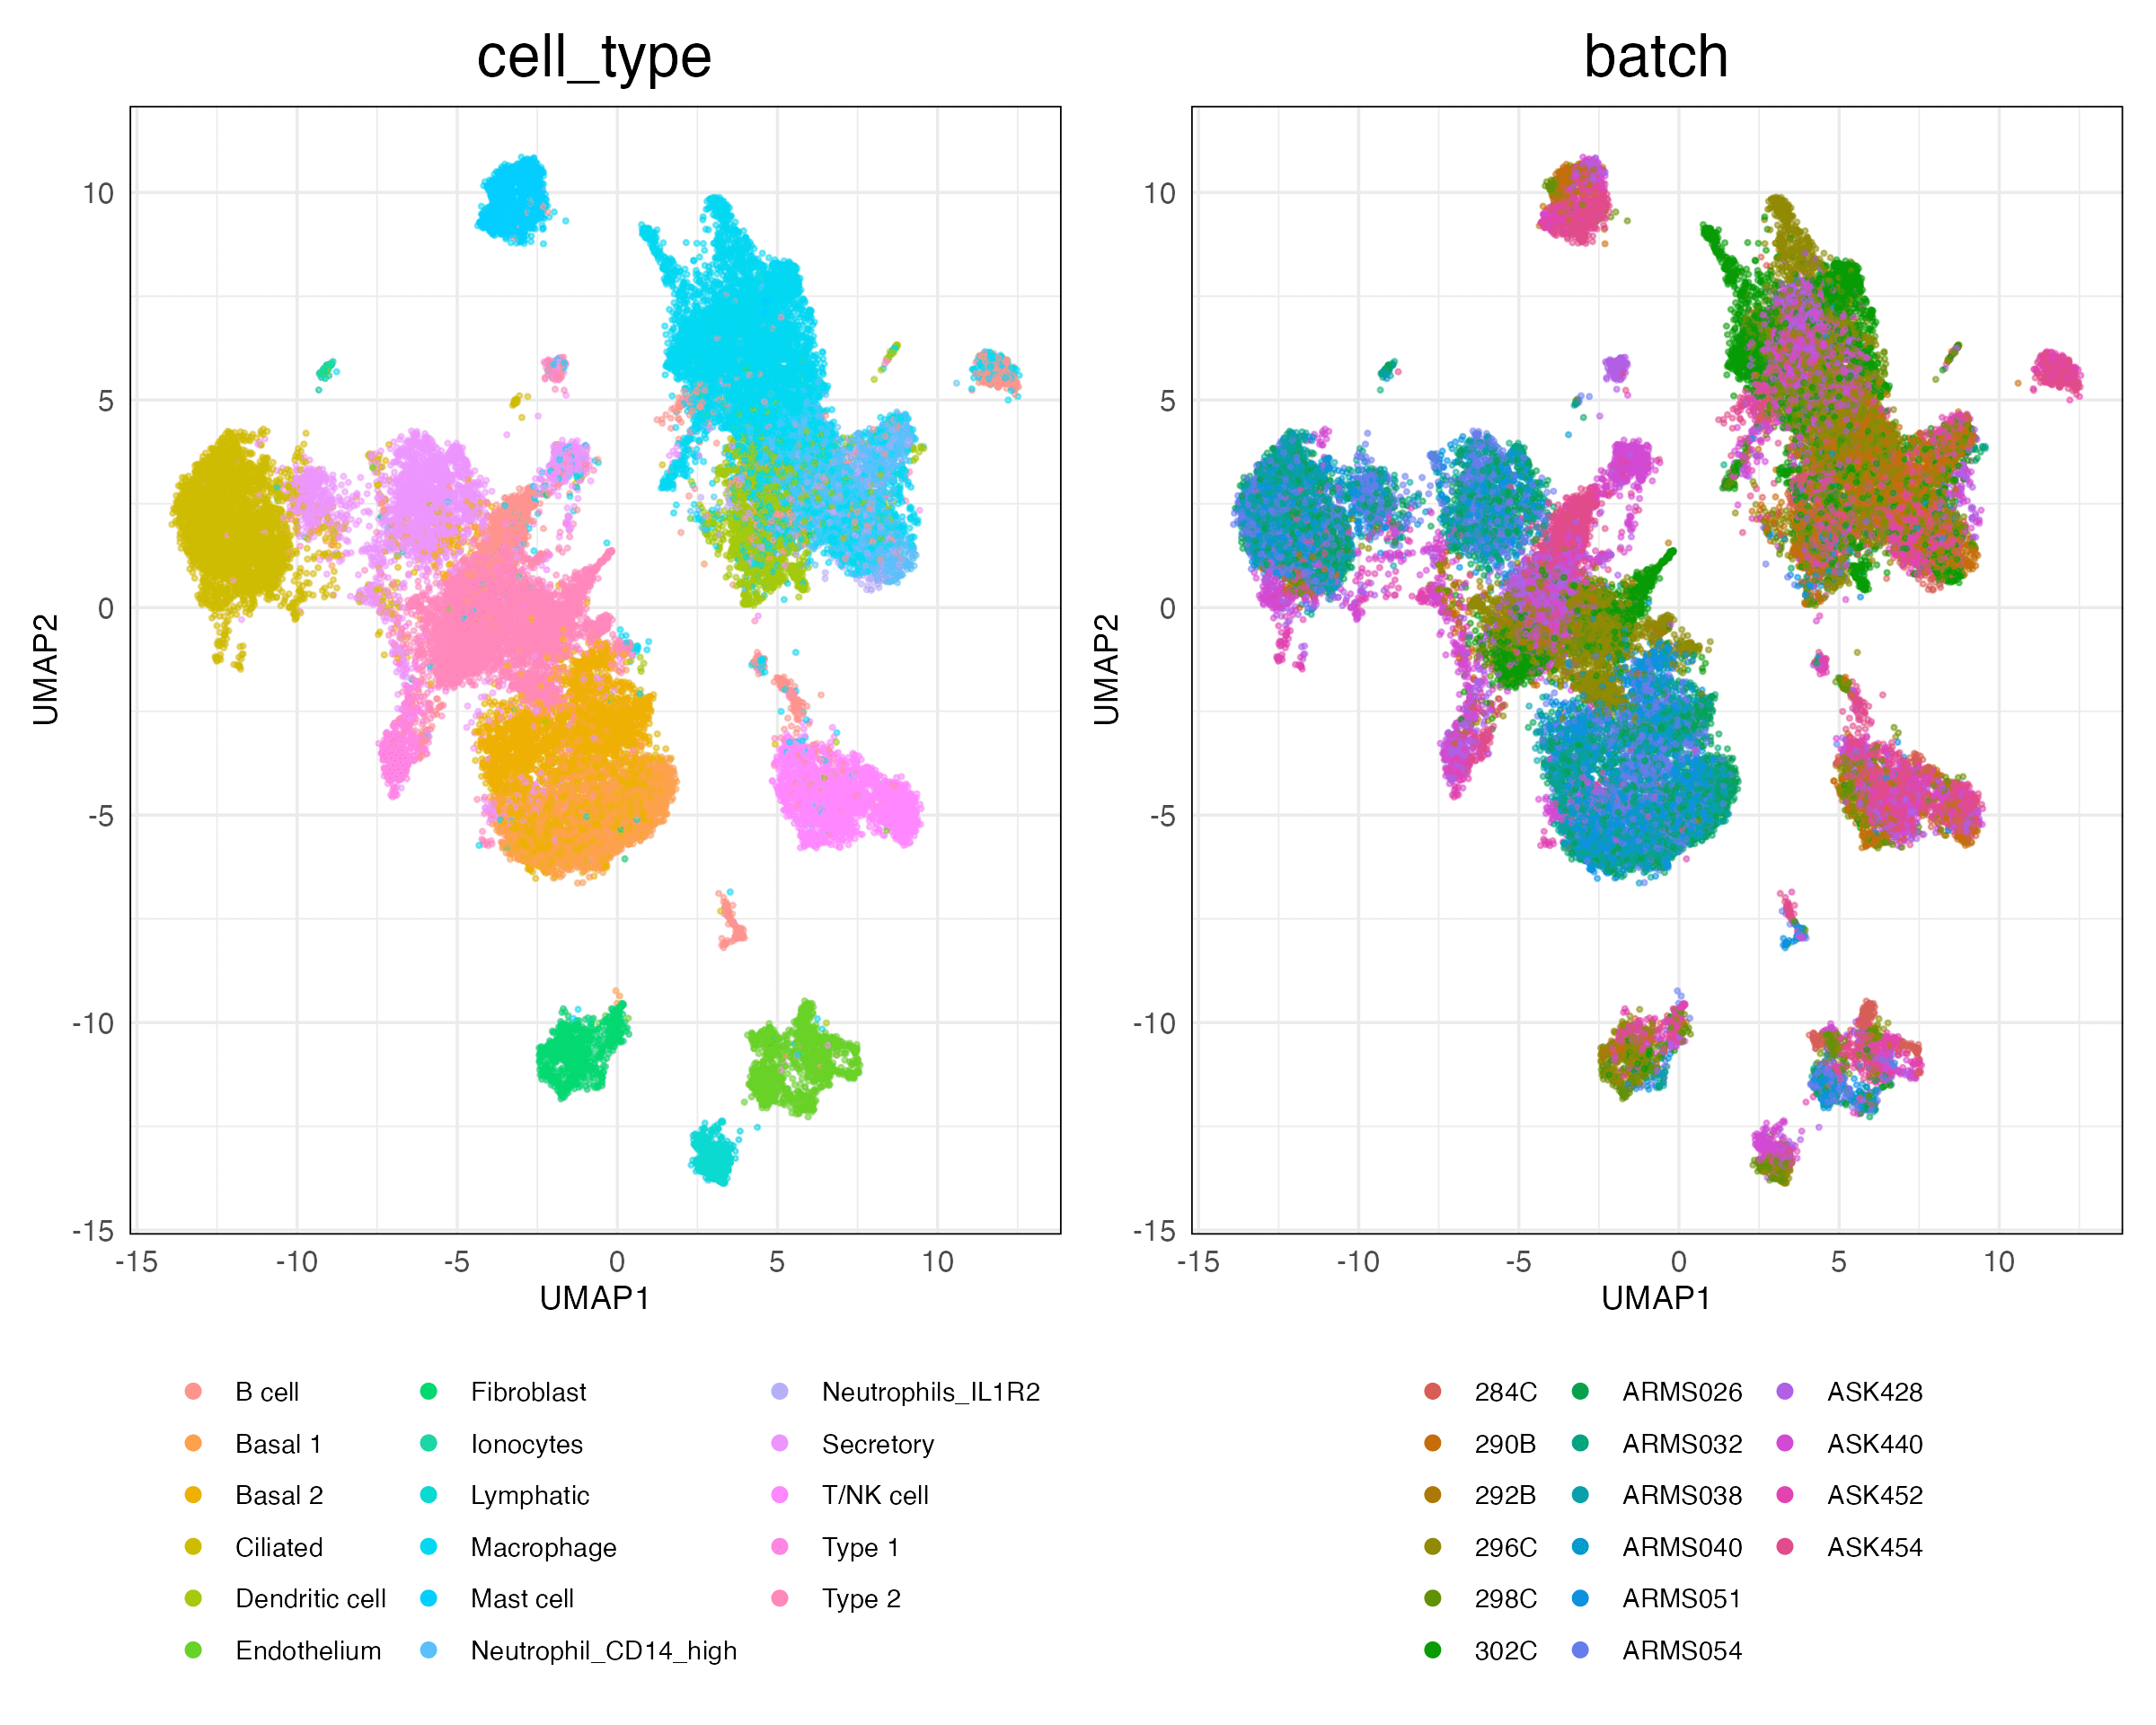 cell_type
batch
10
5
0
-5
-10
-15
UMAP2
-15
-10
-5
0
5
10
UMAP1
10
5
0
-5
-10
-15
UMAP2
-15
-10
-5
0
5
10
UMAP1
B cell
Basal 1
Basal 2
Ciliated
Dendritic cell
Endothelium
Fibroblast
Ionocytes
Lymphatic
Macrophage
Mast cell
Neutrophil_CD14_high
Neutrophils_IL1R2
Secretory
T/NK cell
Type 1
Type 2
284C
290B
292B
296C
298C
302C
ARMS026
ARMS032
ARMS038
ARMS040
ARMS051
ARMS054
ASK428
ASK440
ASK452
ASK454